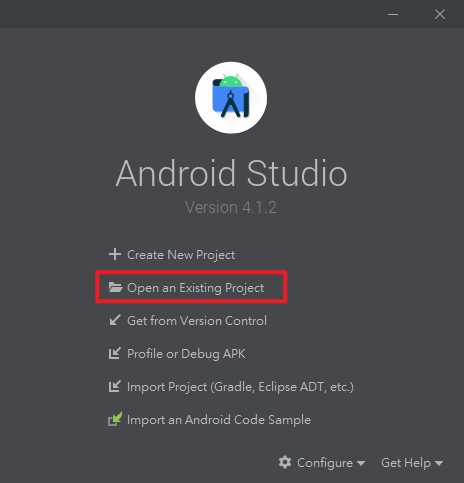 Android Studio
Version 4.1.2
Create New Project
Open an Existing Project
Get from Version Control
Profile or Debug APK
Import Project (Gradle, Eclipse ADT, etc.)
Import an Android Code Sample
Configure Get Help